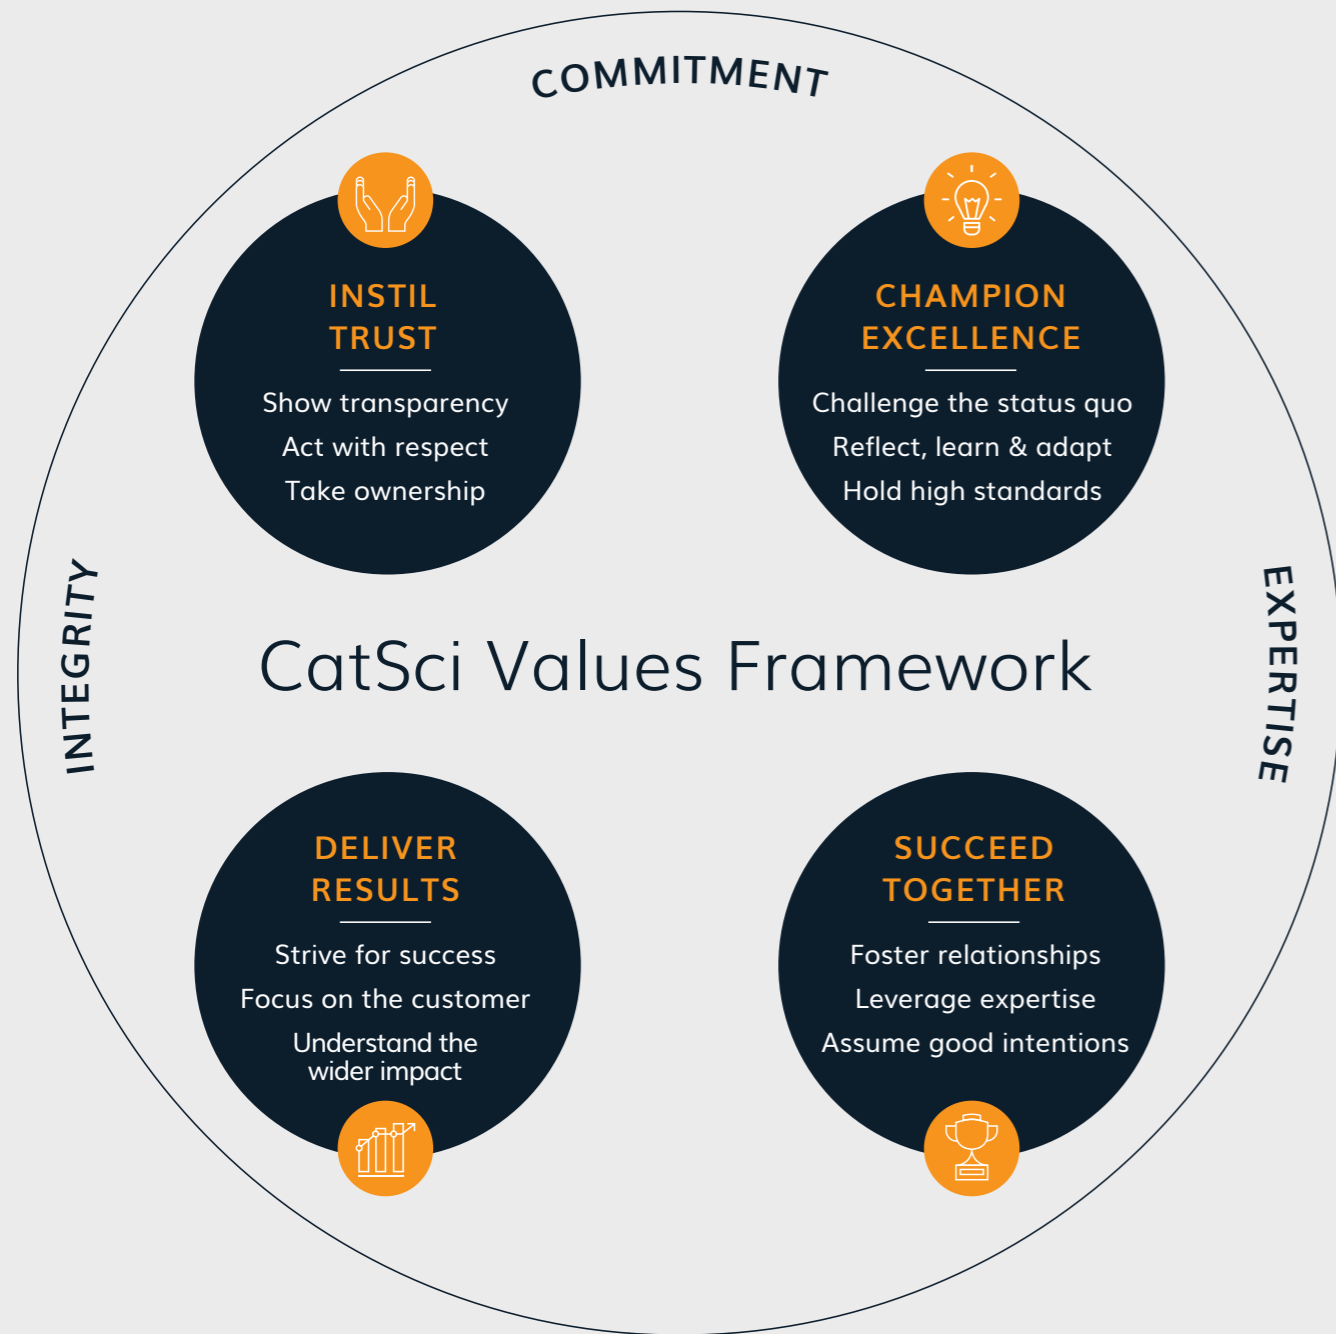 COMMITMENT
INSTIL
TRUST
Show transparency
Act with respect
Take ownership
CHAMPION
EXCELLENCE
Challenge the status quo
Reflect, learn & adapt
Hold high standards
INTEGRITY
CatSci Values Framework
EXPERTISE
DELIVER
RESULTS
Strive for success
Focus on the customer
Understand the
wider impact
SUCCEED
TOGETHER
Foster relationships
Leverage expertise
Assume good intentions